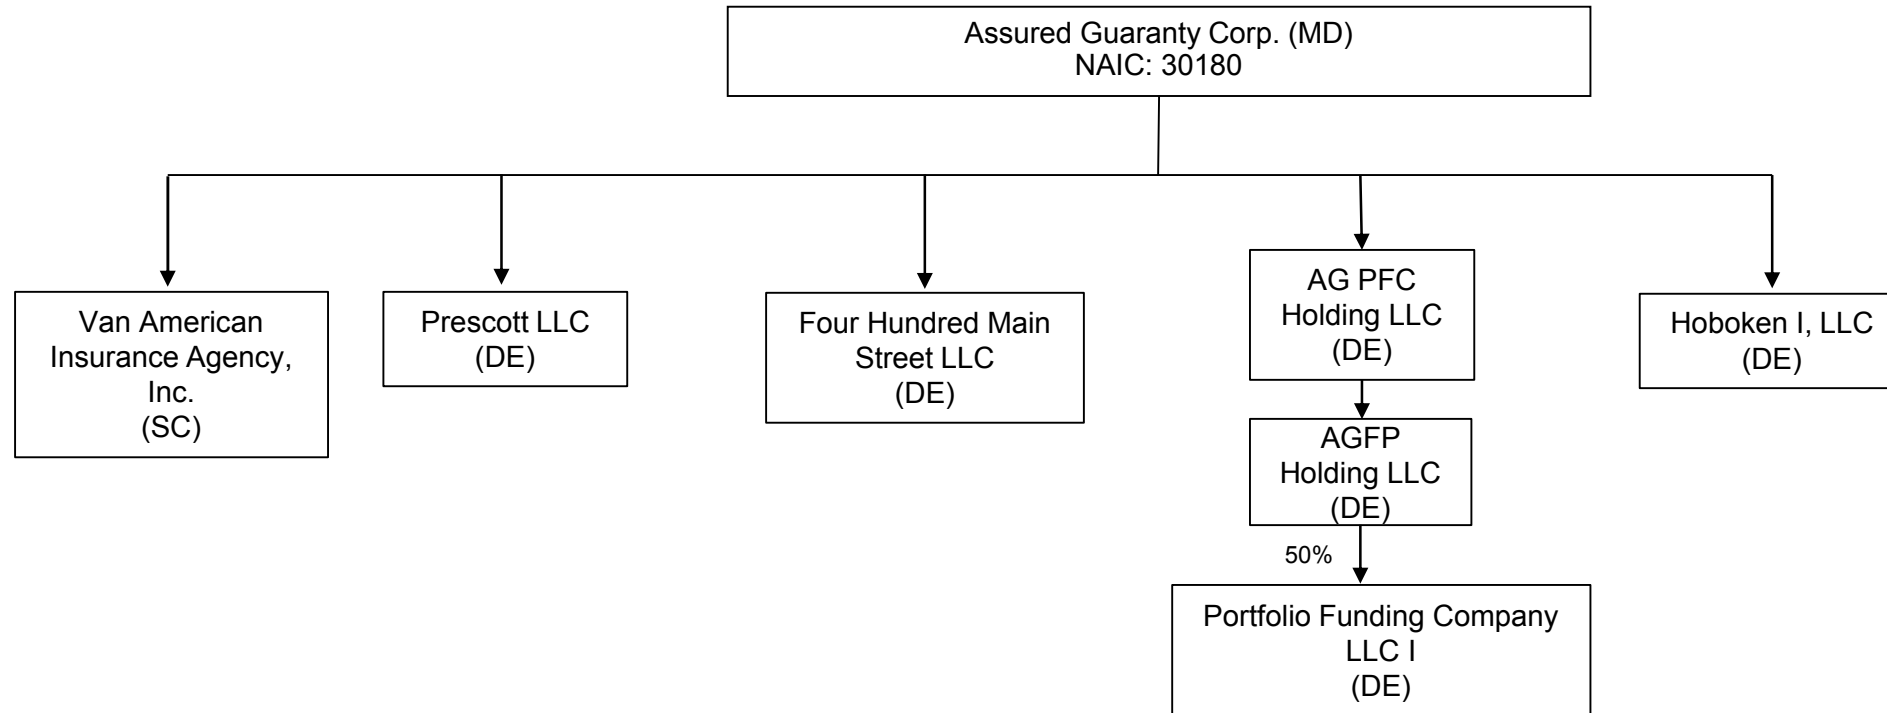 Assured Guaranty Corp. (MD)
NAIC: 30180
Van American
Insurance Agency,
Inc.
(SC)
Prescott LLC
(DE)
Four Hundred Main
Street LLC
(DE)
AG PFC
Holding LLC
(DE)
Hoboken I, LLC
(DE)
AGFP
Holding LLC
(DE)
50%
Portfolio Funding Company
LLC I
(DE)